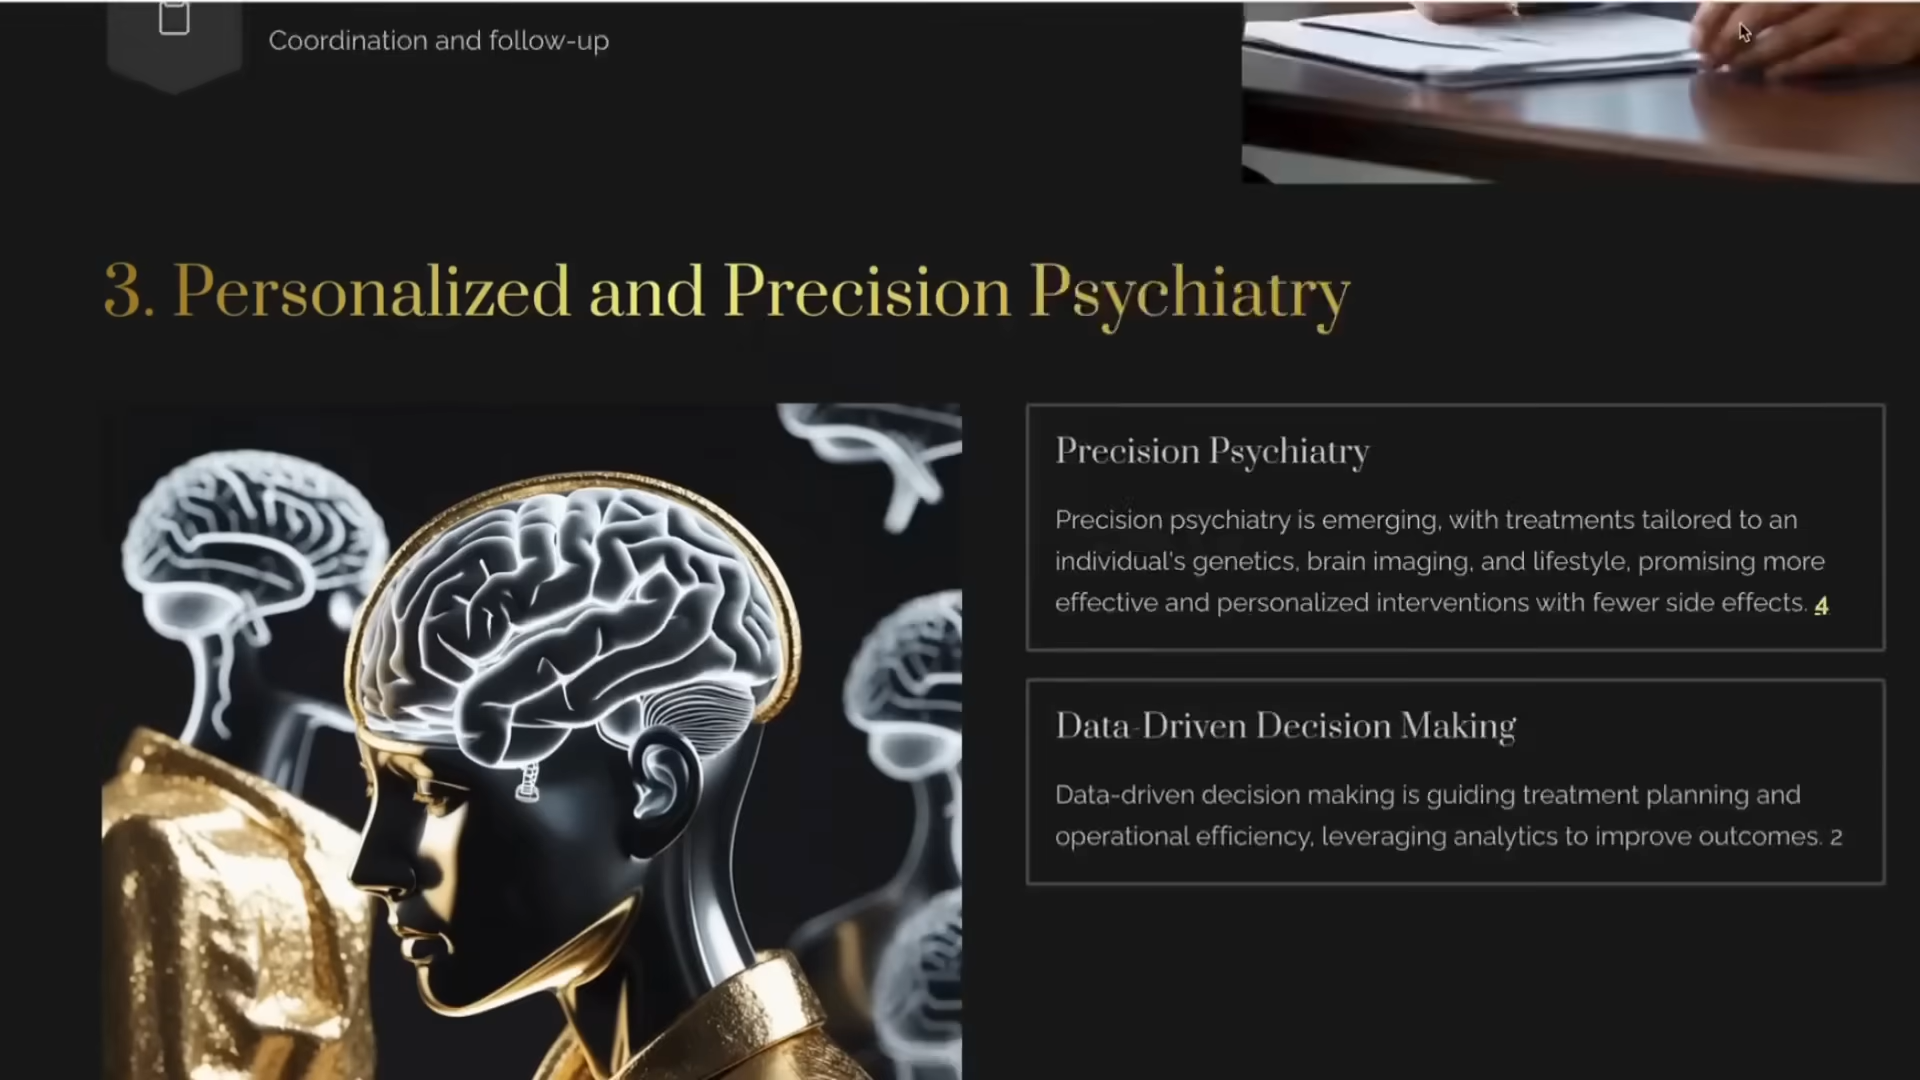 Coordination and follow-up
3. Personalized and Precision Psychiatry
Precision Psychiatry
Precision psychiatry is emerging, with treatments tailored to an
individual's genetics, brain imaging, and lifestyle, promising more
effective and personalized interventions with fewer side effects. 4
Data-Driven Decision Making
Data-driven decision making is guiding treatment planning and
operational efficiency, leveraging analytics to improve outcomes. 2